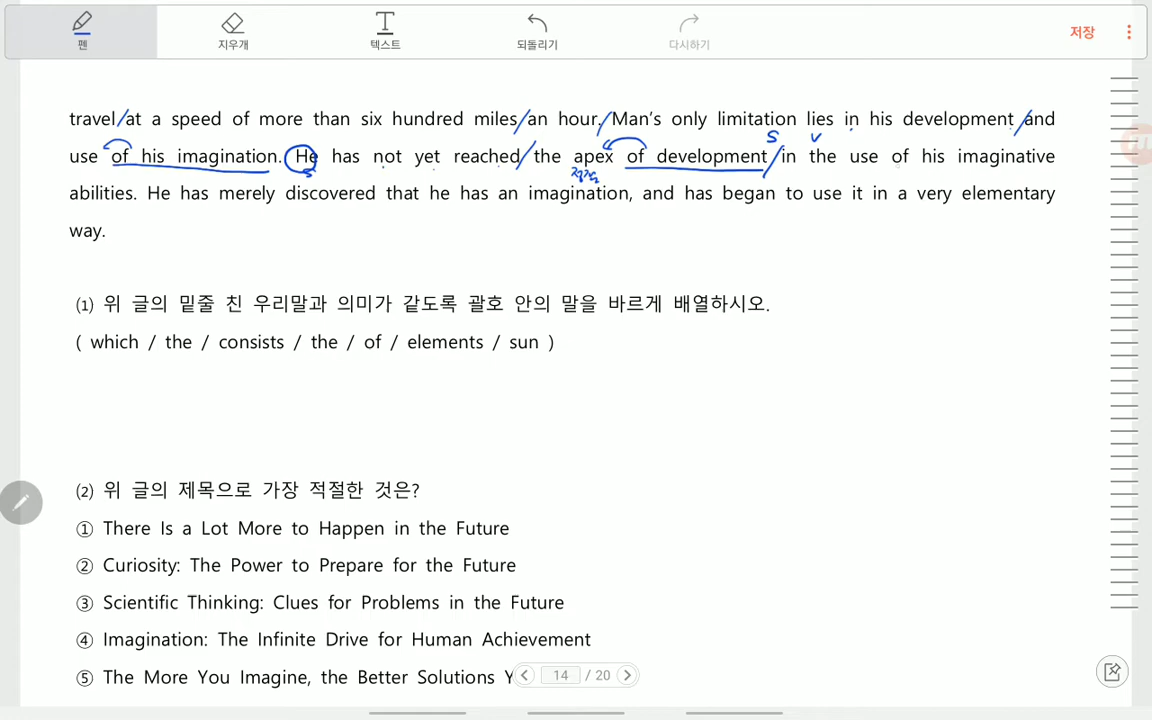 펜 지우개 텍스트 되돌리기 다시하기 저장
travel at a speed of more than six hundred miles an hour. Man's only limitation lies in his development and
S V
use of his imagination. He has not yet reached the apex of development in the use of his imaginative
S
abilities. He has merely discovered that he has an imagination, and has began to use it in a very elementary
way.
(1) 위 글의 밑줄 친 우리말과 의미가 같도록 괄호 안의 말을 바르게 배열하시오.
( which / the / consists / the / of / elements / sun )
(2) 위 글의 제목으로 가장 적절한 것은?
① There Is a Lot More to Happen in the Future
② Curiosity: The Power to Prepare for the Future
③ Scientific Thinking: Clues for Problems in the Future
④ Imagination: The Infinite Drive for Human Achievement
⑤ The More You Imagine, the Better Solutions Y
14 / 20